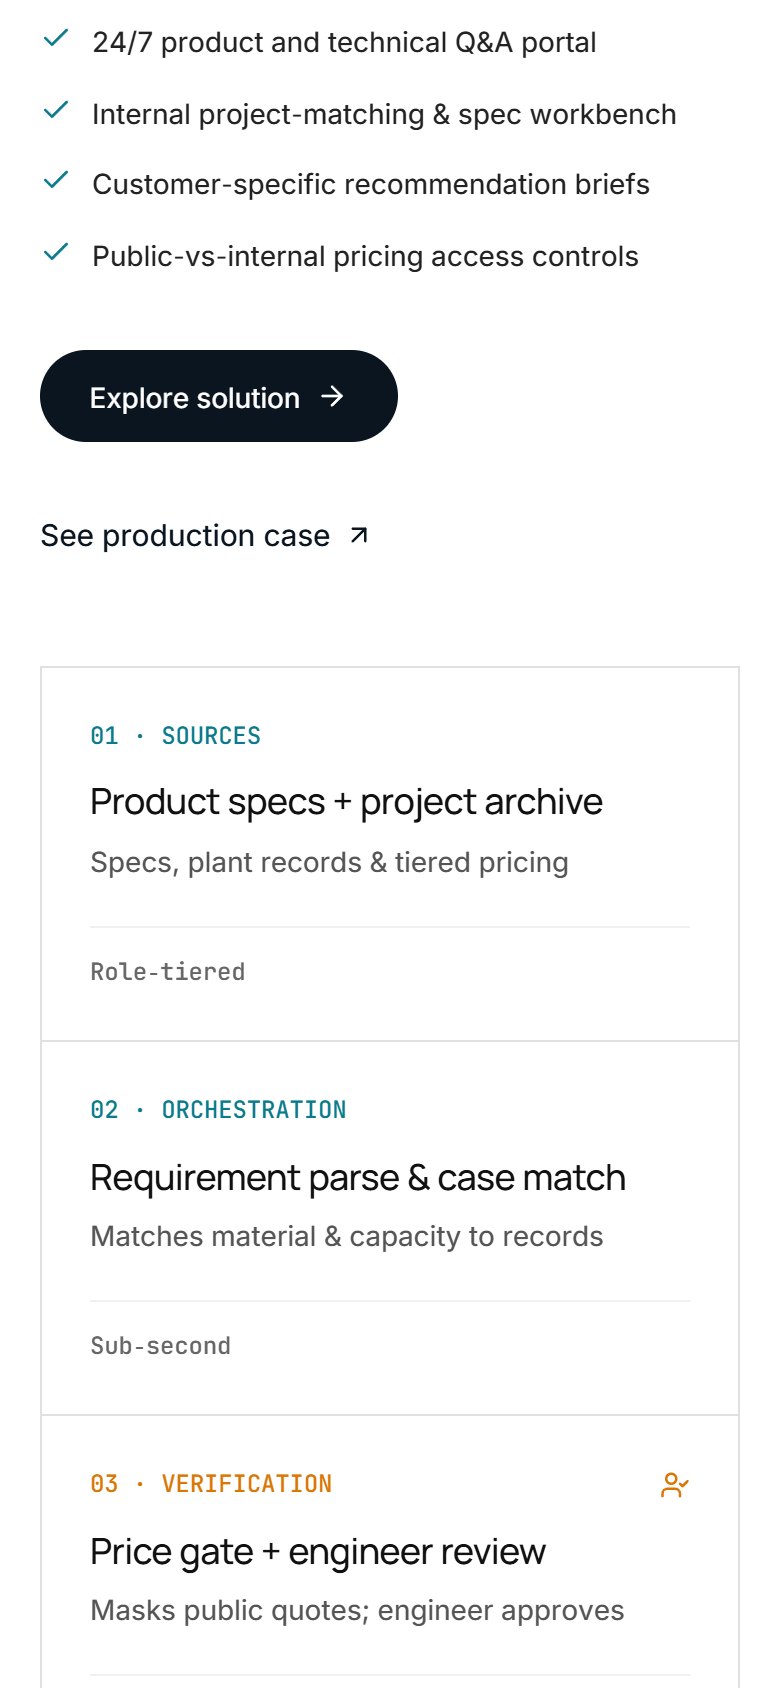 24/7 product and technical Q&A portal
Internal project-matching & spec workbench
Customer-specific recommendation briefs
Public-vs-internal pricing access controls
Explore solution
See production case
01 · SOURCES
Product specs + project archive
Specs, plant records & tiered pricing
Role-tiered
02 · ORCHESTRATION
Requirement parse & case match
Matches material & capacity to records
Sub-second
03 · VERIFICATION
Price gate + engineer review
Masks public quotes; engineer approves